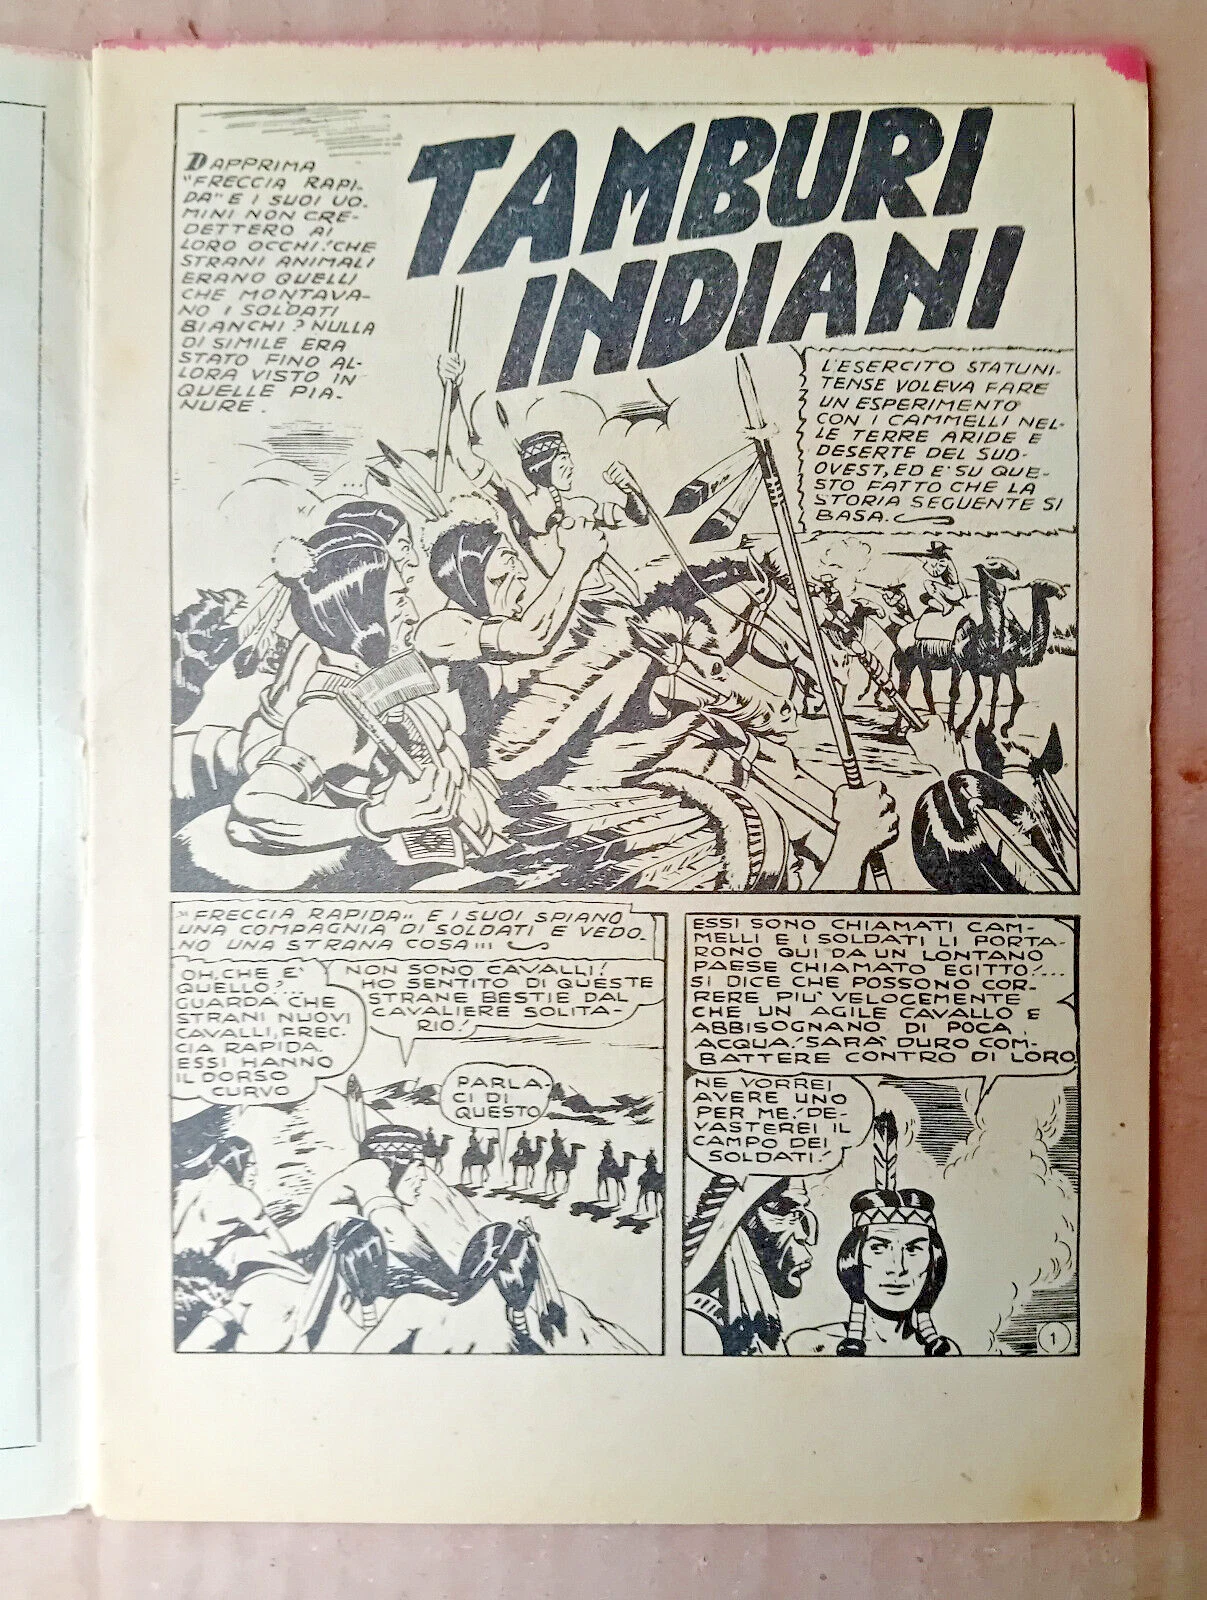 TAMBURI
INDIANI
DAPPRIMA
"FRECCIA RAPI-
DA" E I SUOI UO-
MINI NON CRE-
DETTERO AI
LORO OCCHI! CHE
STRANI ANIMALI
ERANO QUELLI
CHE MONTAVA-
NO I SOLDATI
BIANCHI? NULLA
DI SIMILE ERA
STATO FINO AL-
LORA VISTO IN
QUELLE PIA-
NURE.
L'ESERCITO STATUNI-
TENSE VOLEVA FARE
UN ESPERIMENTO
CON I CAMMELLI NEL-
LE TERRE ARIDE E
DESERTE DEL SUD-
OVEST, ED E' SU QUE-
STO FATTO CHE LA
STORIA SEGUENTE SI
BASA.
"FRECCIA RAPIDA" E I SUOI SPIANO
UNA COMPAGNIA DI SOLDATI E VEDO-
NO UNA STRANA COSA...
OH, CHE E'
QUELLO?...
GUARDA CHE
STRANI NUOVI
CAVALLI, FREC-
CIA RAPIDA.
ESSI HANNO
IL DORSO
CURVO
NON SONO CAVALLI!
HO SENTITO DI QUESTE
STRANE BESTIE DAL
CAVALIERE SOLITA-
RIO!
PARLA-
CI DI
QUESTO
ESSI SONO CHIAMATI CAM-
MELLI E I SOLDATI LI PORTA-
RONO QUI DA UN LONTANO
PAESE CHIAMATO EGITTO!...
SI DICE CHE POSSONO COR-
RERE PIU' VELOCEMENTE
CHE UN AGILE CAVALLO E
ABBISOGNANO DI POCA
ACQUA! SARA' DURO COM-
BATTERE CONTRO DI LORO
NE VORREI
AVERE UNO
PER ME! DE-
VASTEREI IL
CAMPO DEI
SOLDATI!
1